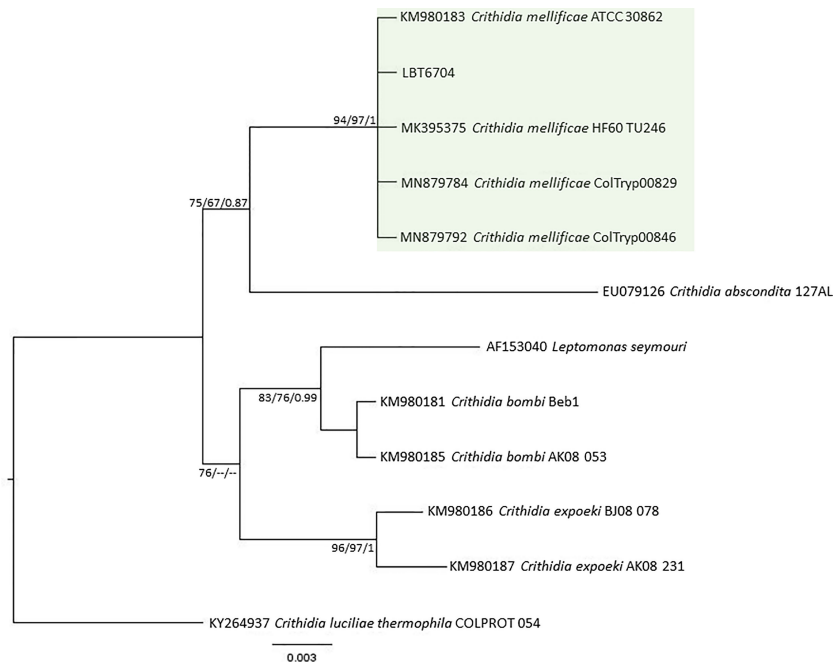 KM980183 Crithidia mellificae ATCC 30862
LBT6704
94/97/1
MK395375 Crithidia mellificae HF60 TU246
MN879784 Crithidia mellificae ColTryp00829
75/67/0.87
MN879792 Crithidia mellificae ColTryp00846
EU079126 Crithidia abscondita 127AL
AF153040 Leptomonas seymouri
83/76/0.99
KM980181 Crithidia bombi Beb1
KM980185 Crithidia bombi AK08 053
76/--/--
KM980186 Crithidia expoeki BJ08 078
96/97/1
KM980187 Crithidia expoeki AK08 231
KY264937 Crithidia luciliae thermophila COLPROT 054
0.003